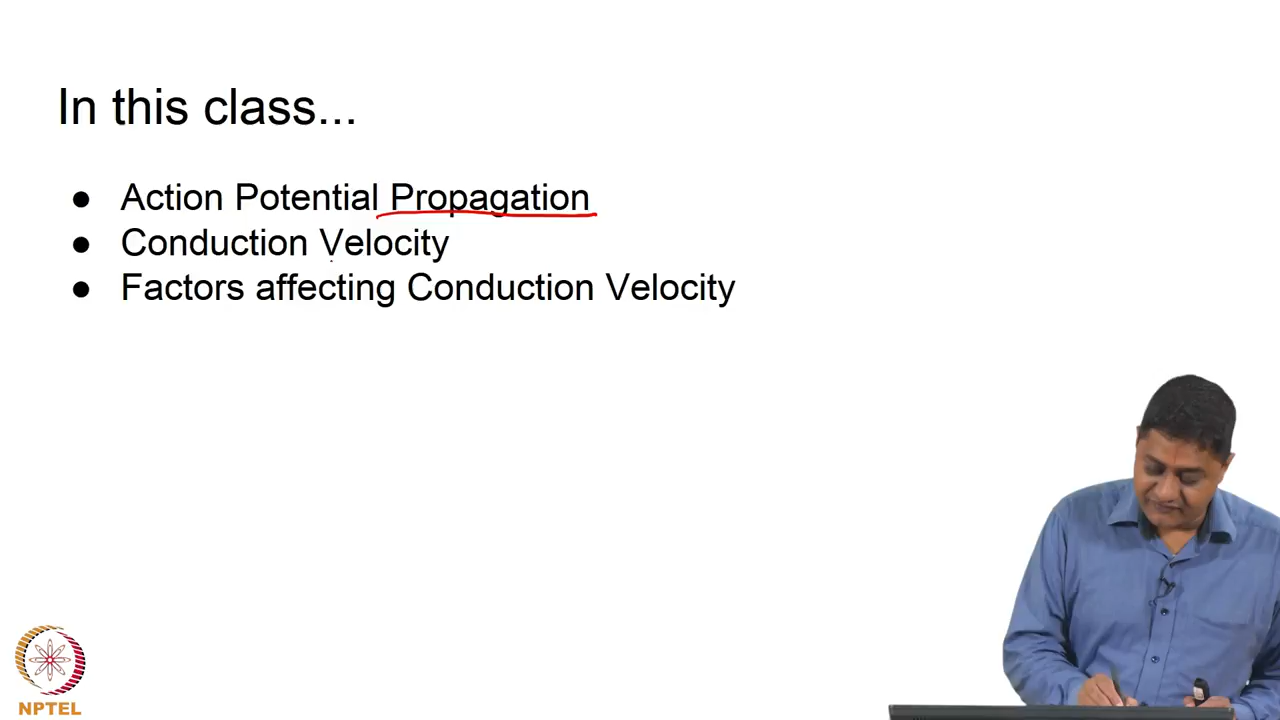 In this class...
● Action Potential Propagation
● Conduction Velocity
● Factors affecting Conduction Velocity
NPTEL